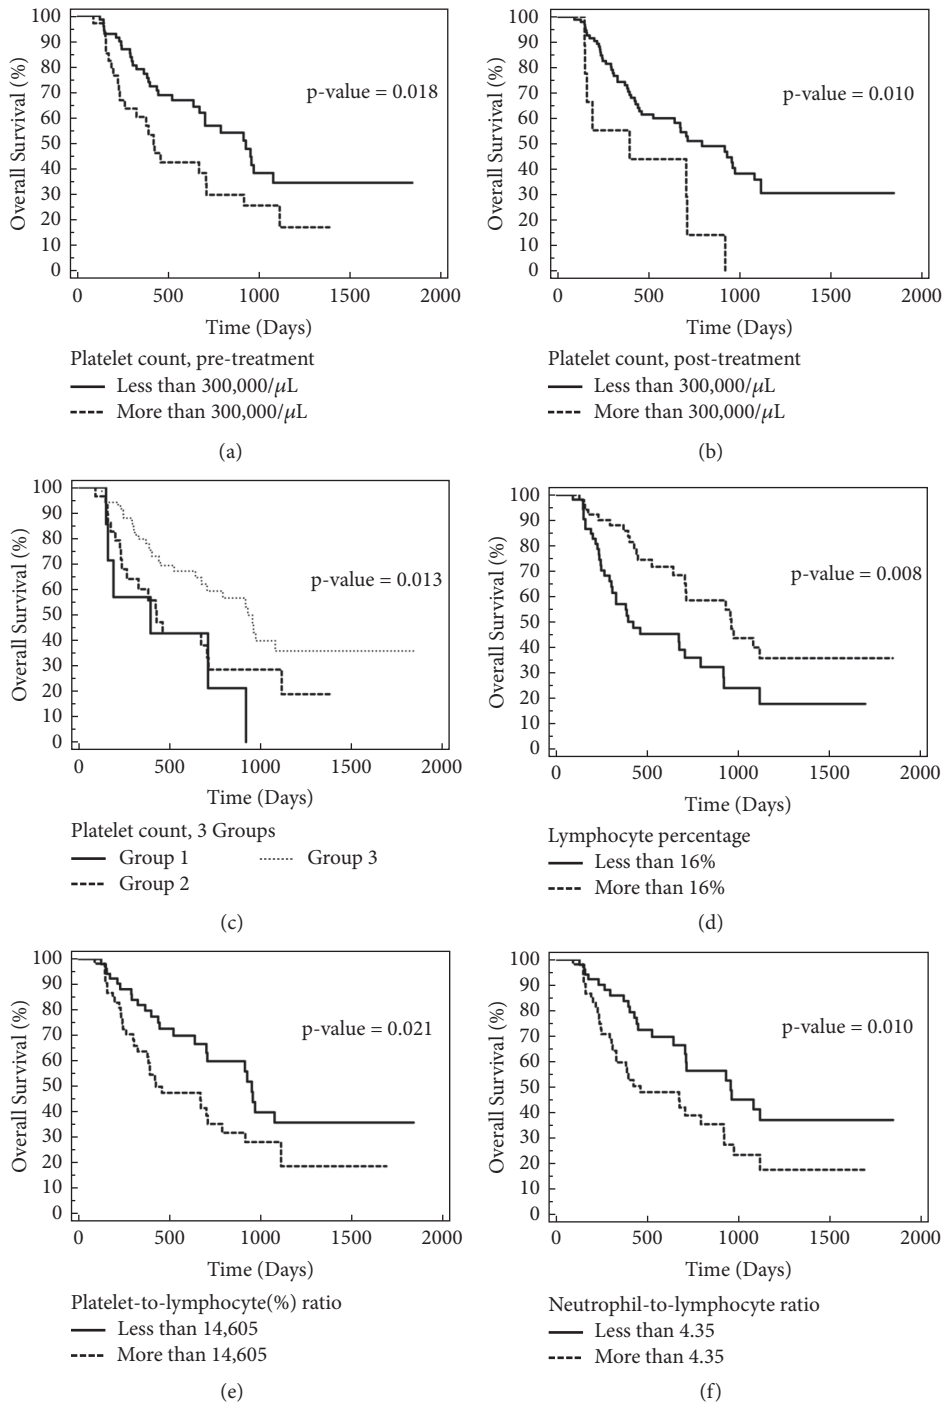 100
90
80
70
60
50
40
30
20
10
0
Overall Survival (%)
p-value = 0.018
0 500 1000 1500 2000
Time (Days)
Platelet count, pre-treatment
Less than 300,000/μL
More than 300,000/μL
(a)
100
90
80
70
60
50
40
30
20
10
0
Overall Survival (%)
p-value = 0.010
0 500 1000 1500 2000
Time (Days)
Platelet count, post-treatment
Less than 300,000/μL
More than 300,000/μL
(b)
100
90
80
70
60
50
40
30
20
10
0
Overall Survival (%)
p-value = 0.013
0 500 1000 1500 2000
Time (Days)
Platelet count, 3 Groups
Group 1 Group 3
Group 2
(c)
100
90
80
70
60
50
40
30
20
10
0
Overall Survival (%)
p-value = 0.008
0 500 1000 1500 2000
Time (Days)
Lymphocyte percentage
Less than 16%
More than 16%
(d)
100
90
80
70
60
50
40
30
20
10
0
Overall Survival (%)
p-value = 0.021
0 500 1000 1500 2000
Time (Days)
Platelet-to-lymphocyte(%) ratio
Less than 14,605
More than 14,605
(e)
100
90
80
70
60
50
40
30
20
10
0
Overall Survival (%)
p-value = 0.010
0 500 1000 1500 2000
Time (Days)
Neutrophil-to-lymphocyte ratio
Less than 4.35
More than 4.35
(f)